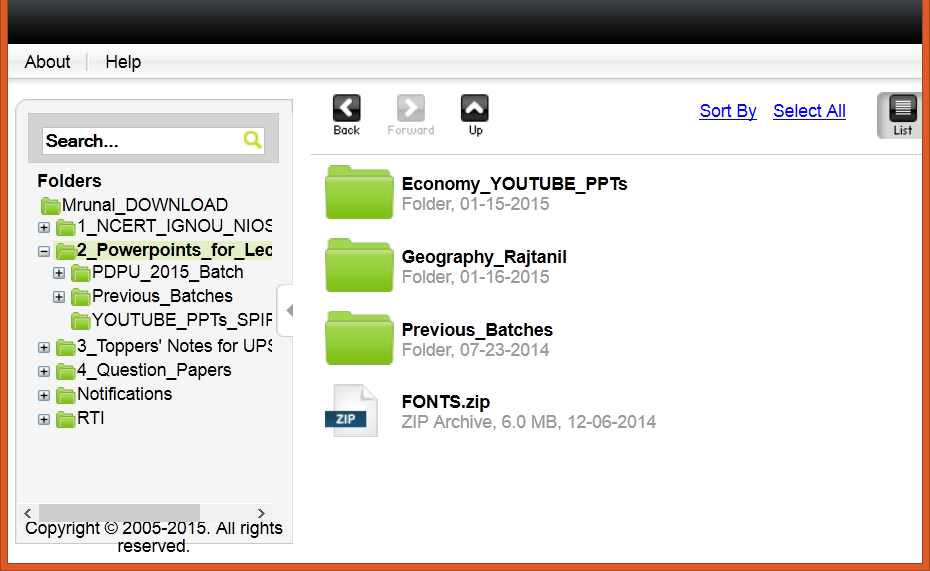 About
Help
Back
Forward
Up
Sort By
Select All
List
Search...
Folders
Mrunal_DOWNLOAD
1_NCERT_IGNOU_NIOS
2_Powerpoints_for_Lec
PDPU_2015_Batch
Previous_Batches
YOUTUBE_PPTs_SPIF
3_Toppers' Notes for UPS
4_Question_Papers
Notifications
RTI
Copyright © 2005-2015. All rights
reserved.
Economy_YOUTUBE_PPTs
Folder, 01-15-2015
Geography_Rajtanil
Folder, 01-16-2015
Previous_Batches
Folder, 07-23-2014
ZIP
FONTS.zip
ZIP Archive, 6.0 MB, 12-06-2014